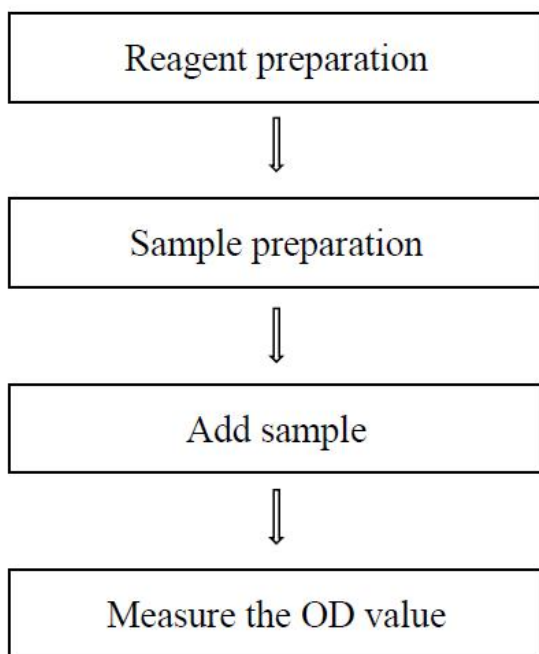 Reagent preparation
Sample preparation
Add sample
Measure the OD value